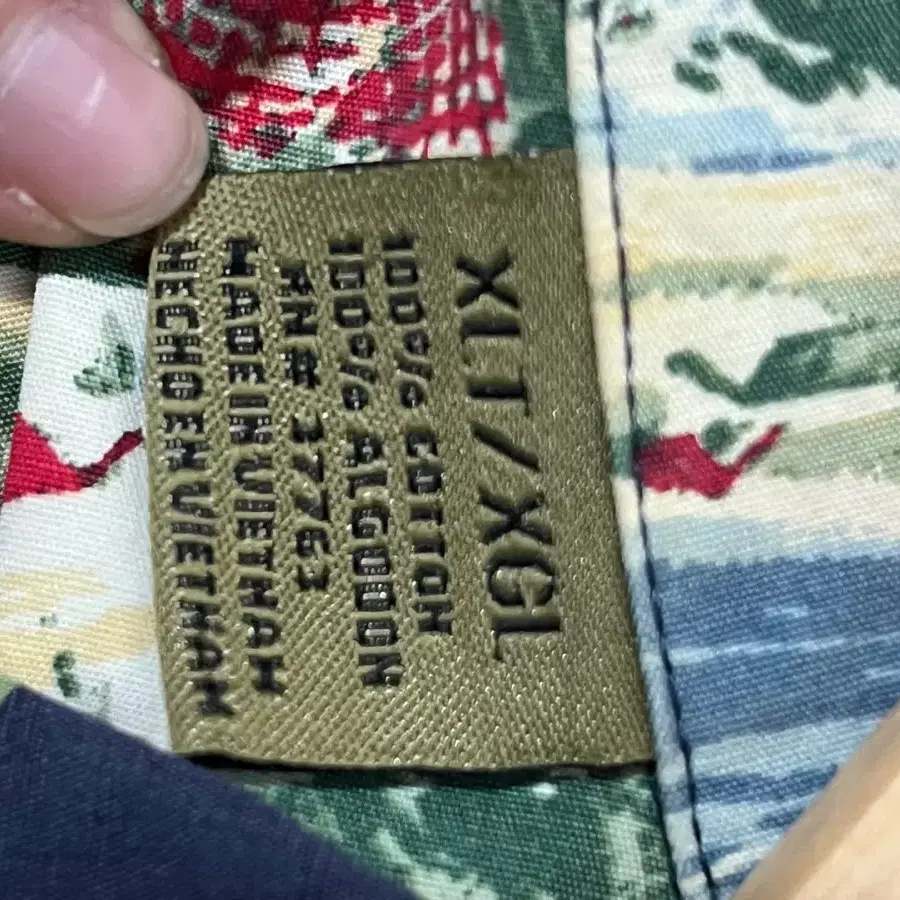 XLT/XGL
100% COTTON
100% ALGODON
RN# 37763
MADE IN VIETNAM
HECHO EN VIETNAM